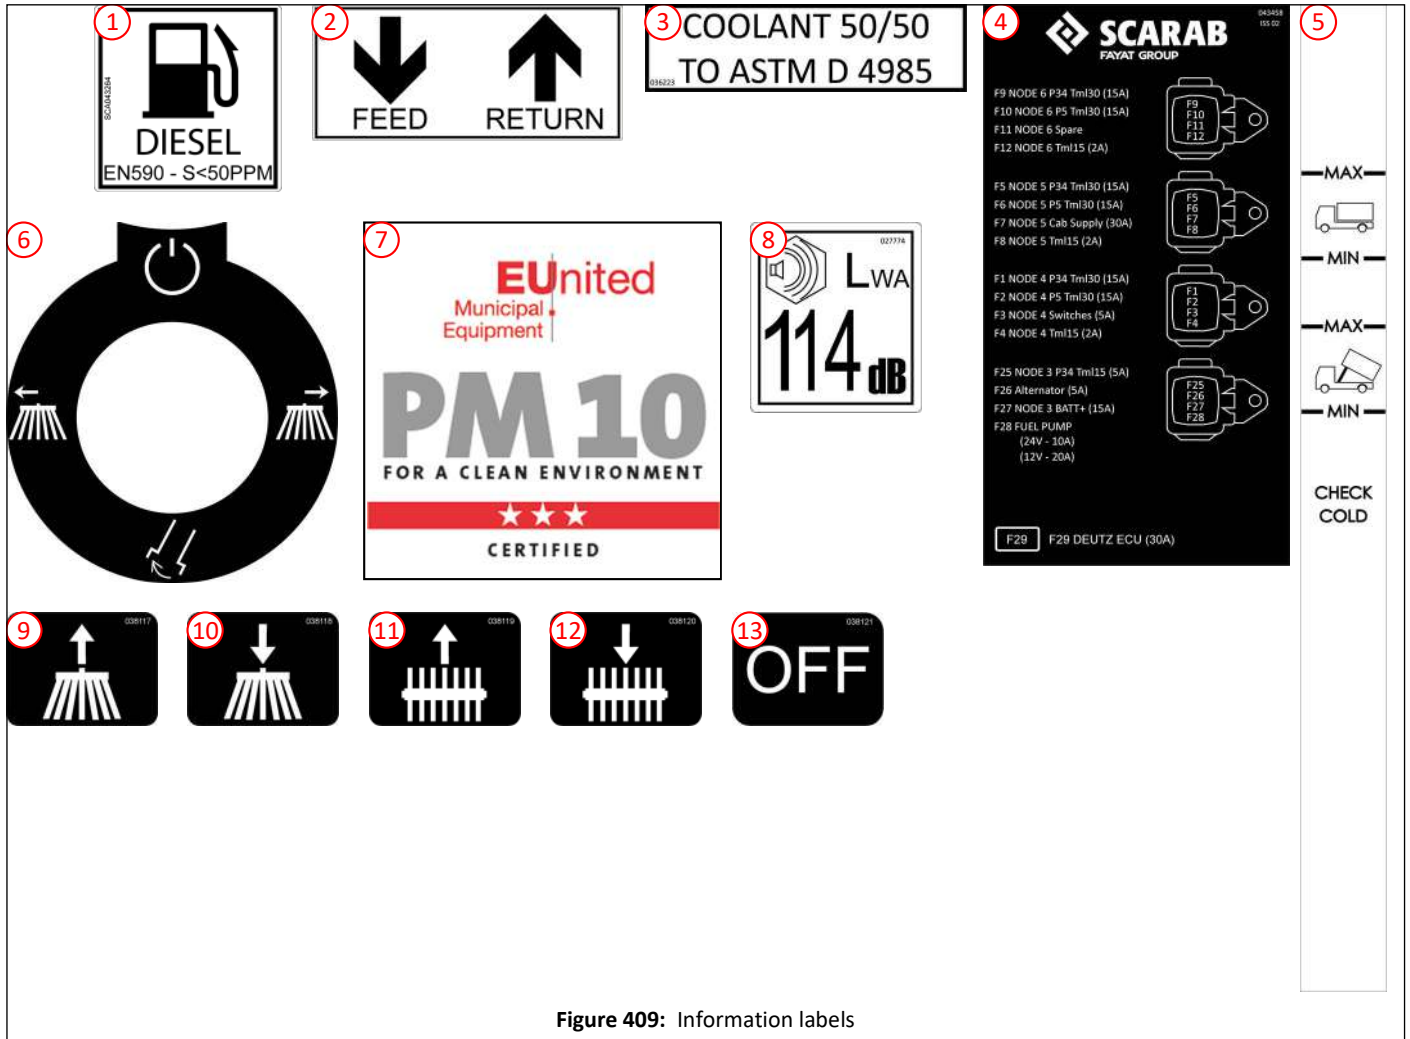 1
SCA043264
DIESEL
EN590 - S<50PPM
2
FEED
RETURN
3
COOLANT 50/50
036223
TO ASTM D 4985
4
SCARAB
FAYAT GROUP
043458
ISS 02
F9 NODE 6 P34 Tml30 (15A)
F10 NODE 6 P5 Tml30 (15A)
F11 NODE 6 Spare
F12 NODE 6 Tml15 (2A)
F9
F10
F11
F12
F5 NODE 5 P34 Tml30 (15A)
F6 NODE 5 P5 Tml30 (15A)
F7 NODE 5 Cab Supply (30A)
F8 NODE 5 Tml15 (2A)
F5
F6
F7
F8
F1 NODE 4 P34 Tml30 (15A)
F2 NODE 4 P5 Tml30 (15A)
F3 NODE 4 Switches (5A)
F4 NODE 4 Tml15 (2A)
F1
F2
F3
F4
F25 NODE 3 P34 Tml15 (5A)
F26 Alternator (5A)
F27 NODE 3 BATT+ (15A)
F28 FUEL PUMP
(24V - 10A)
(12V - 20A)
F25
F26
F27
F28
F29
F29 DEUTZ ECU (30A)
5
MAX
MIN
MAX
MIN
CHECK
COLD
6
7
EUnited
Municipal
Equipment
PM 10
FOR A CLEAN ENVIRONMENT
CERTIFIED
8
027774
LWA
114 dB
9
038117
10
038118
11
038119
12
038120
13
038121
OFF
Figure 409: Information labels